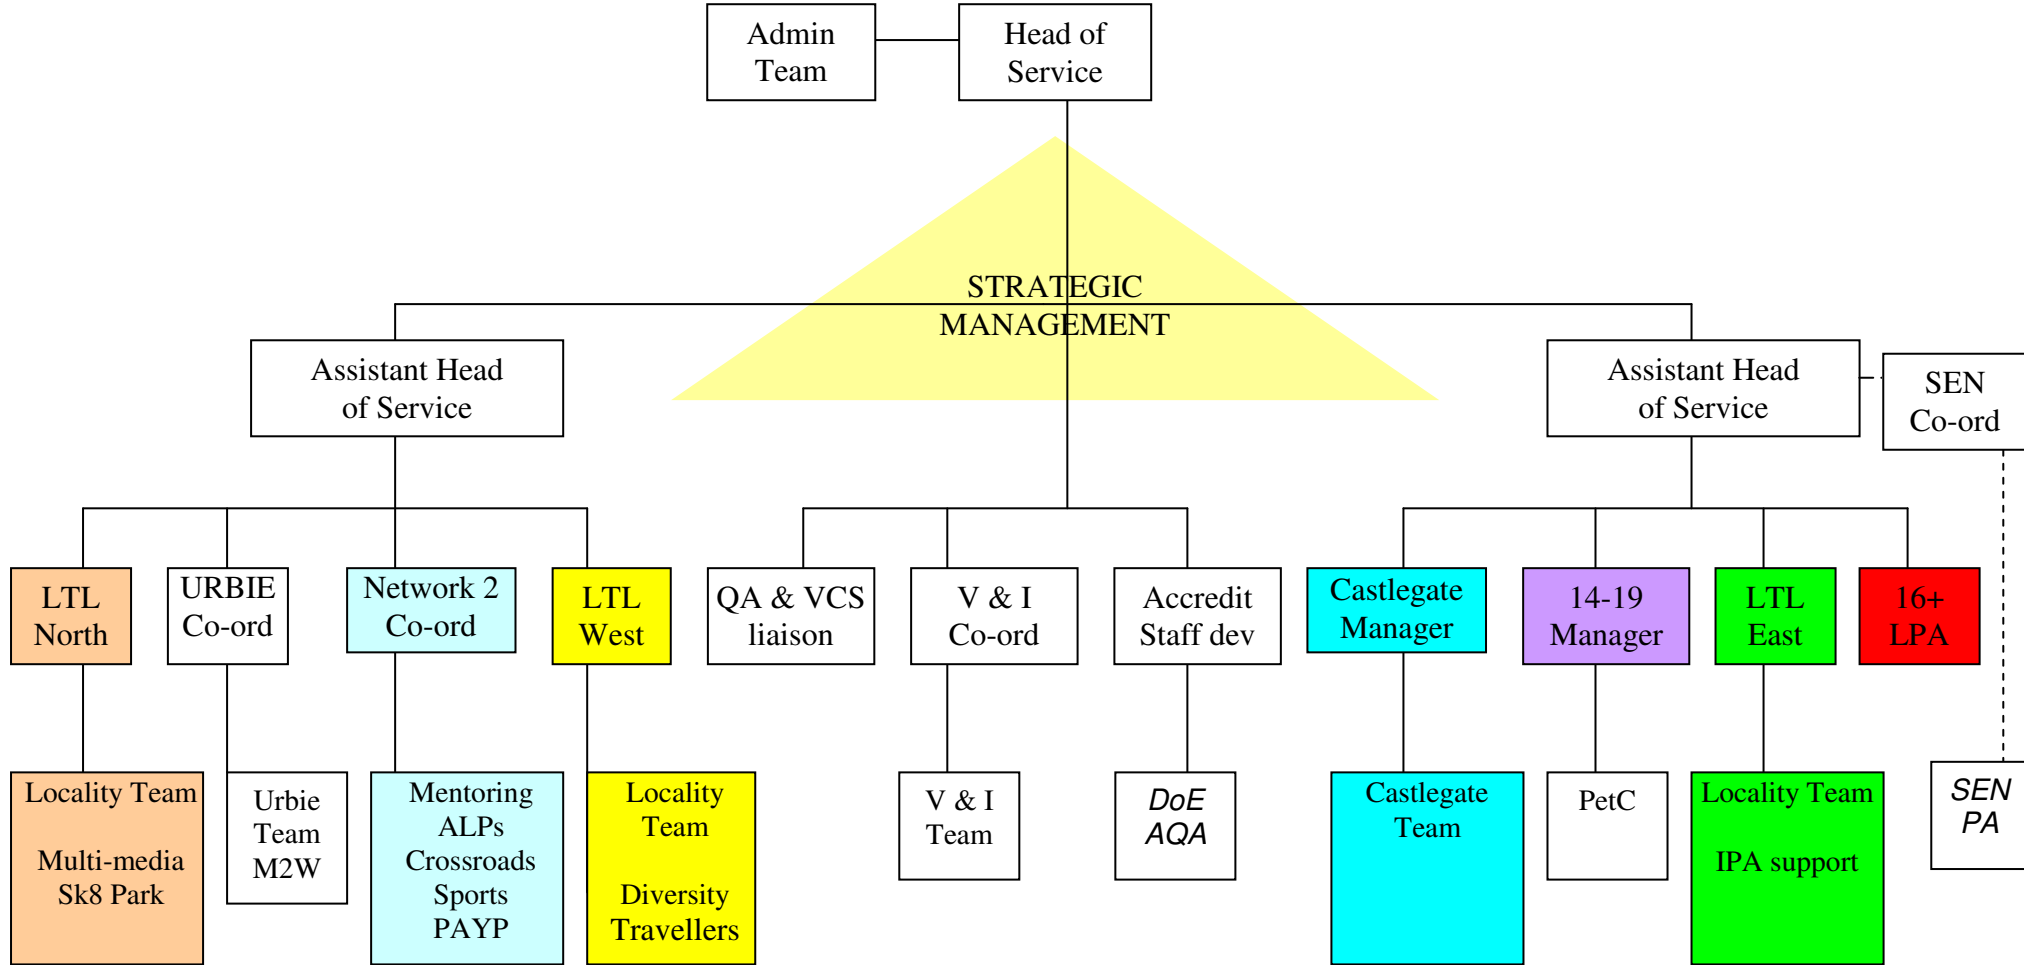 Admin
Team
Head of
Service
STRATEGIC
MANAGEMENT
Assistant Head
of Service
Assistant Head
of Service
SEN
Co-ord
LTL
North
URBIE
Co-ord
Network 2
Co-ord
LTL
West
QA & VCS
liaison
V & I
Co-ord
Accredit
Staff dev
Castlegate
Manager
14-19
Manager
LTL
East
16+
LPA
Locality Team
Multi-media
Sk8 Park
Urbie
Team
M2W
Mentoring
ALPs
Crossroads
Sports
PAYP
Locality
Team
Diversity
Travellers
V & I
Team
DoE
AQA
Castlegate
Team
PetC
Locality Team
IPA support
SEN
PA